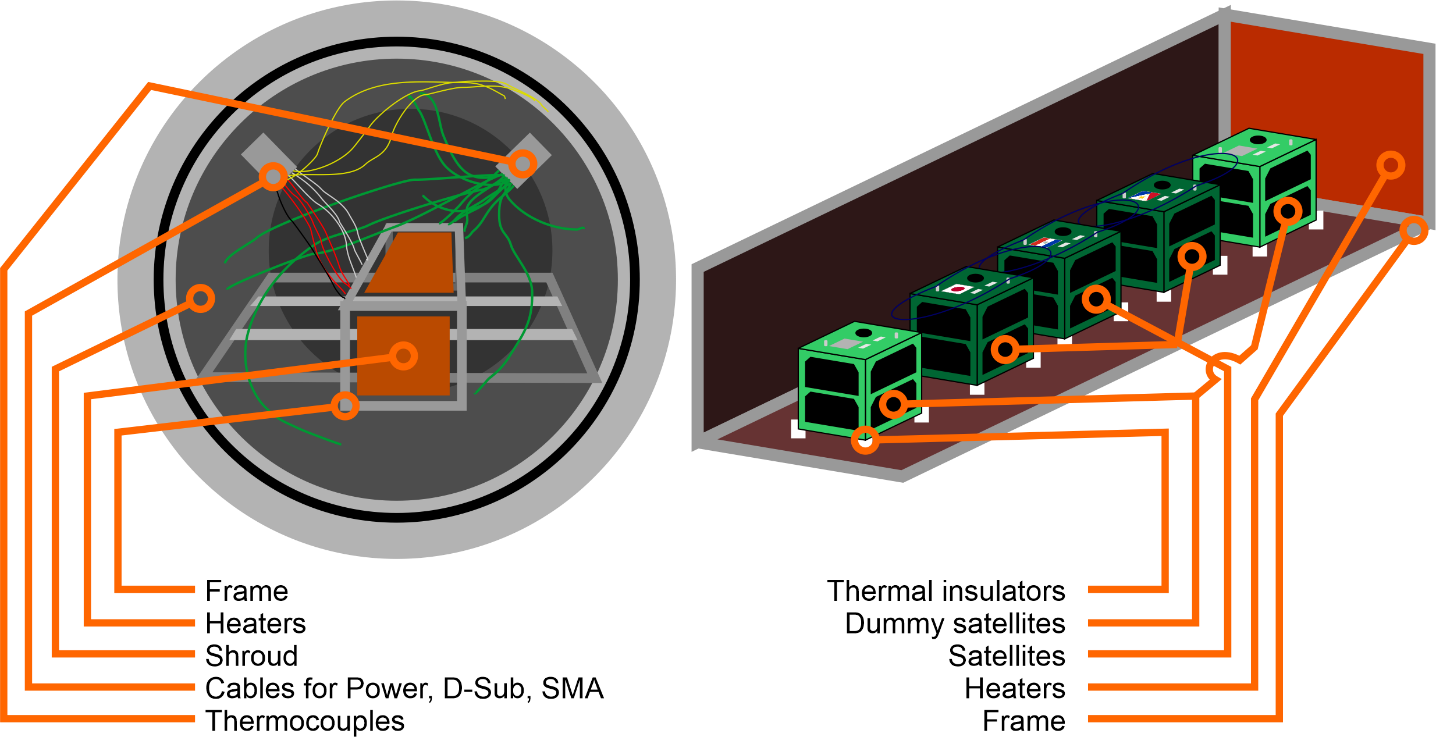 Frame
Heaters
Shroud
Cables for Power, D-Sub, SMA
Thermocouples
Thermal insulators
Dummy satellites
Satellites
Heaters
Frame